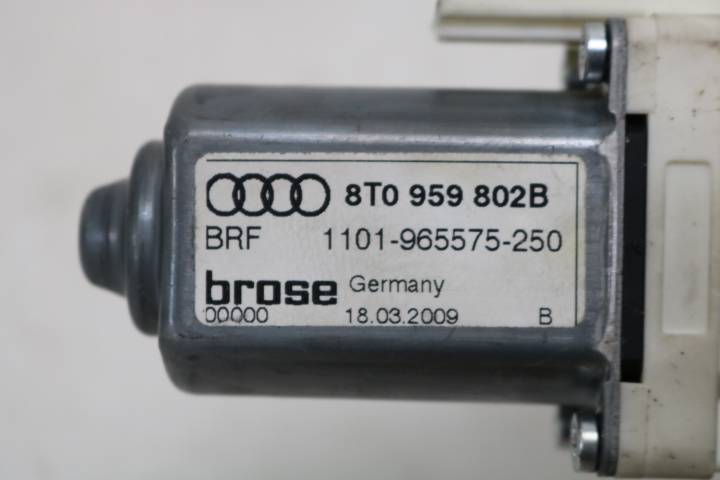 8T0 959 802B
BRF 1101-965575-250
brose Germany
00000 18.03.2009 B